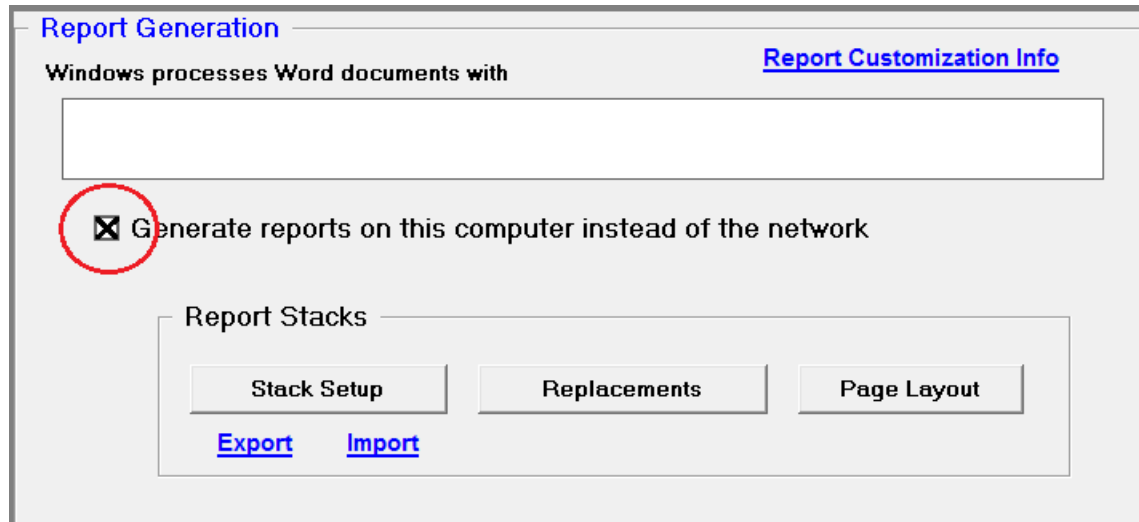 Report Generation
Report Customization Info
Windows processes Word documents with
Generate reports on this computer instead of the network
Report Stacks
Stack Setup
Replacements
Page Layout
Export
Import